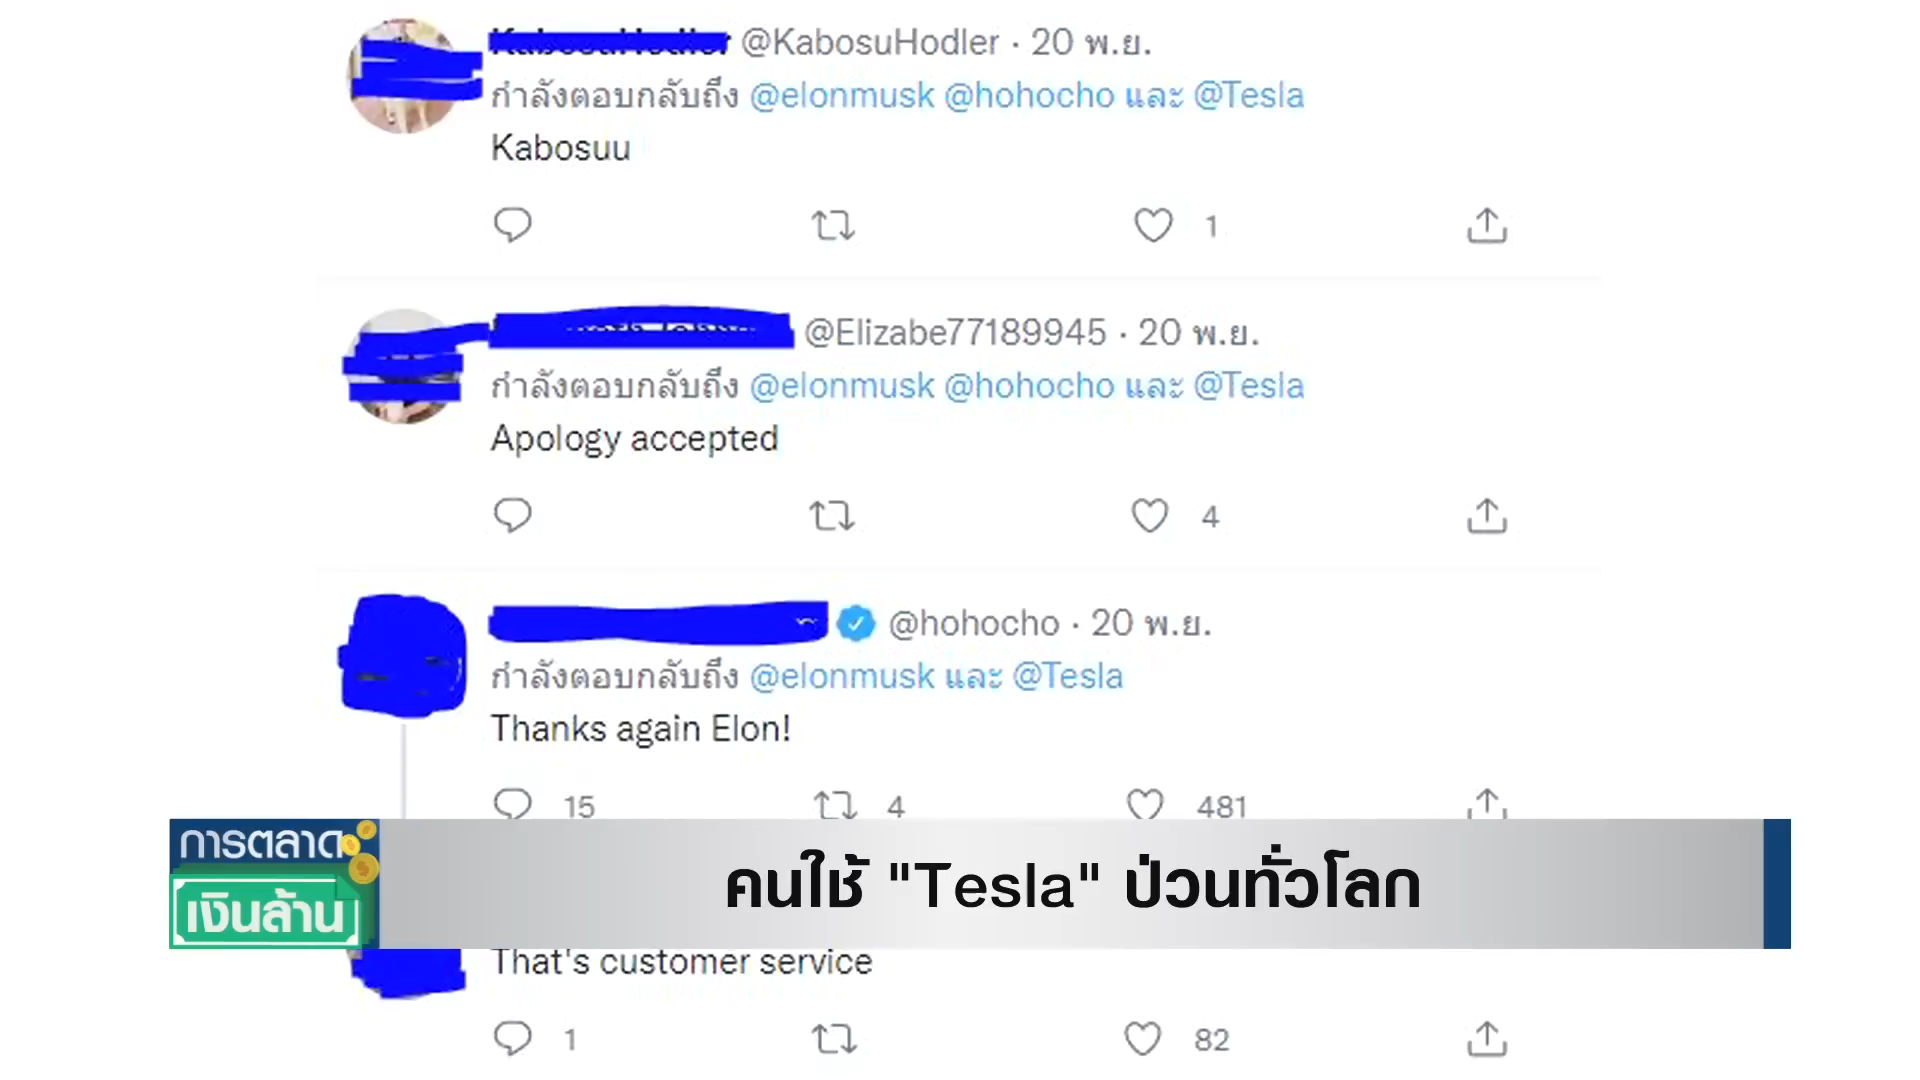 @KabosuHodler · 20 พ.ย.
กำลังตอบกลับถึง @elonmusk @hohocho และ @Tesla
Kabosuu
1
@Elizabe77189945 · 20 พ.ย.
กำลังตอบกลับถึง @elonmusk @hohocho และ @Tesla
Apology accepted
4
@hohocho · 20 พ.ย.
กำลังตอบกลับถึง @elonmusk และ @Tesla
Thanks again Elon!
15 4 481
การตลาด
เงินล้าน
คนใช้ "Tesla" ป่วนทั่วโลก
That's customer service
1 82